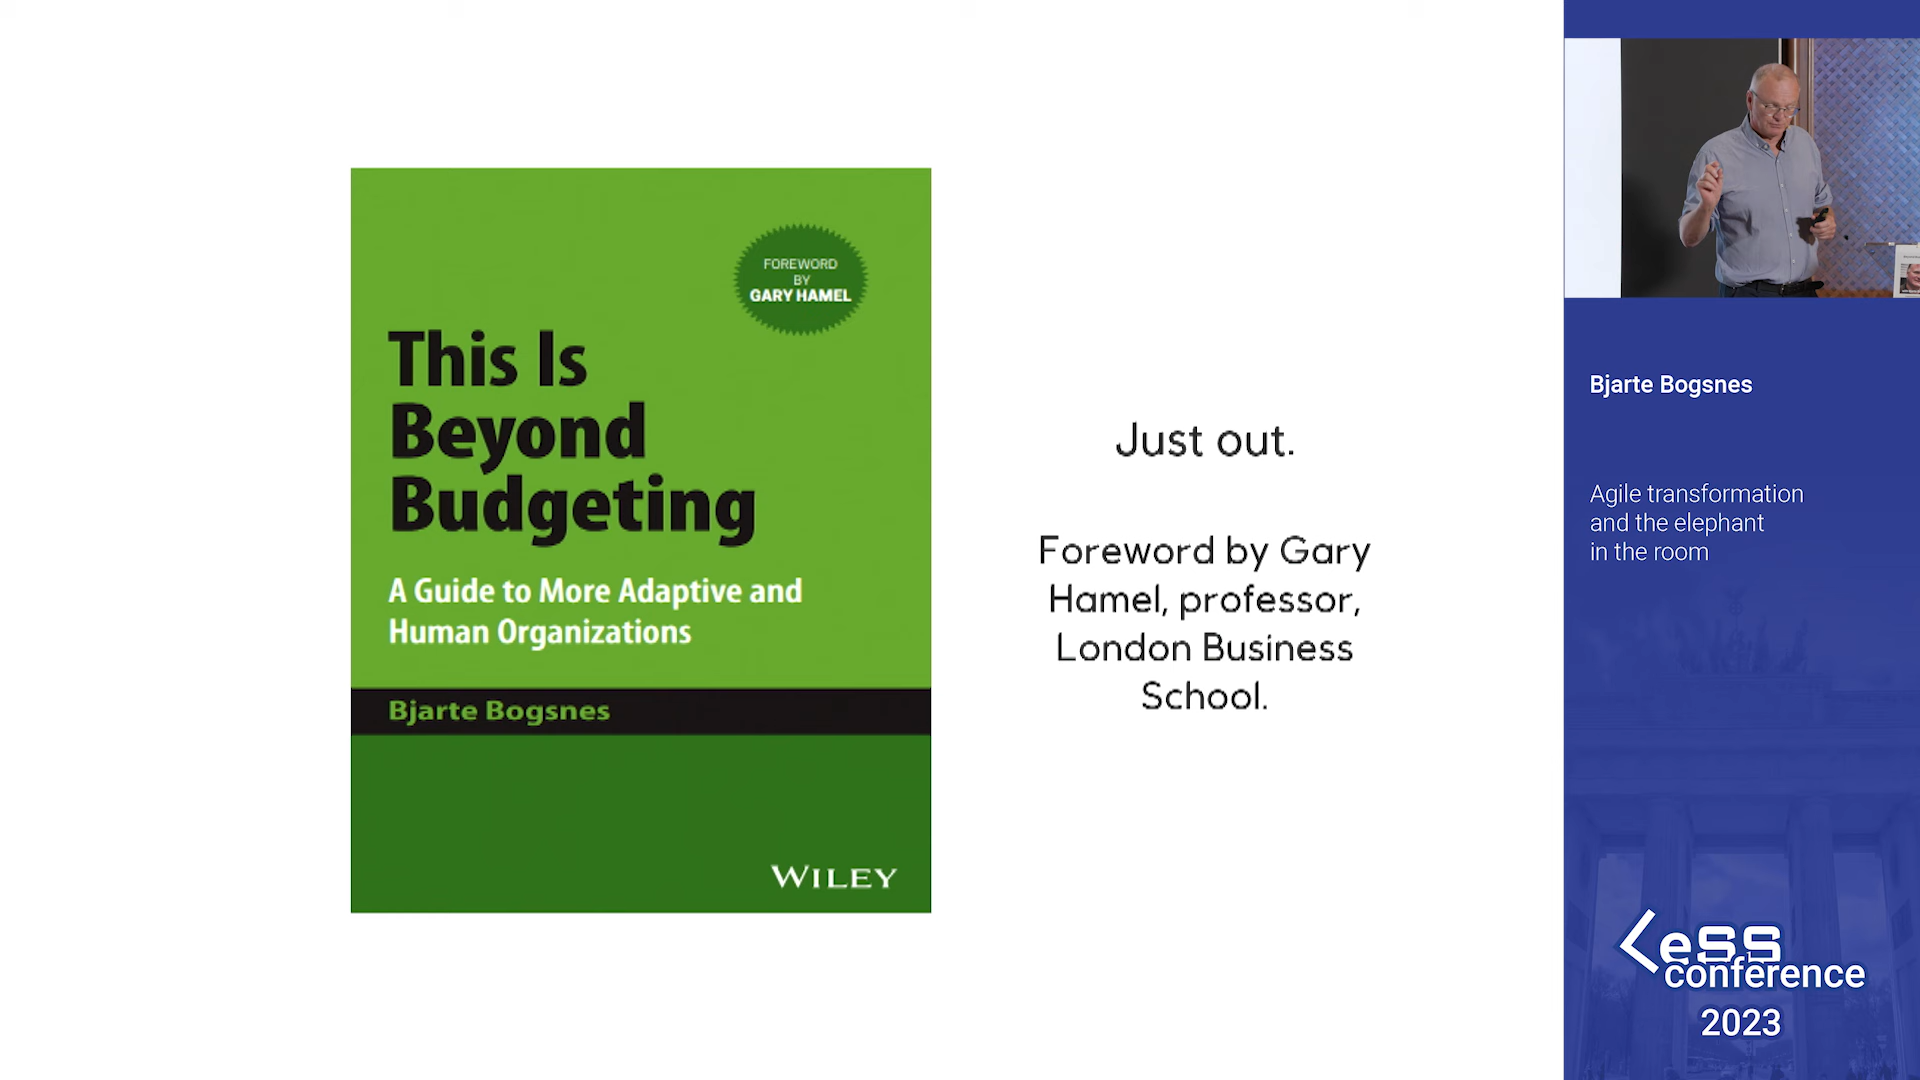 FOREWORD
BY
GARY HAMEL
This Is
Beyond
Budgeting
A Guide to More Adaptive and
Human Organizations
Bjarte Bogsnes
WILEY
Just out.
Foreword by Gary
Hamel, professor,
London Business
School.
Bjarte Bogsnes
Agile transformation
and the elephant
in the room
LeSS
conference
2023